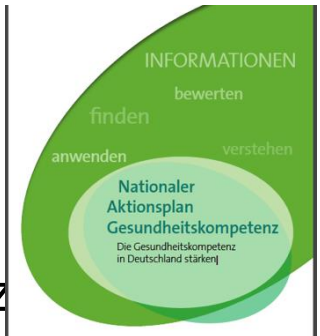 INFORMATIONEN
bewerten
finden
verstehen
anwenden
Nationaler
Aktionsplan
Gesundheitskompetenz
Die Gesundheitskompetenz
in Deutschland stärken
z